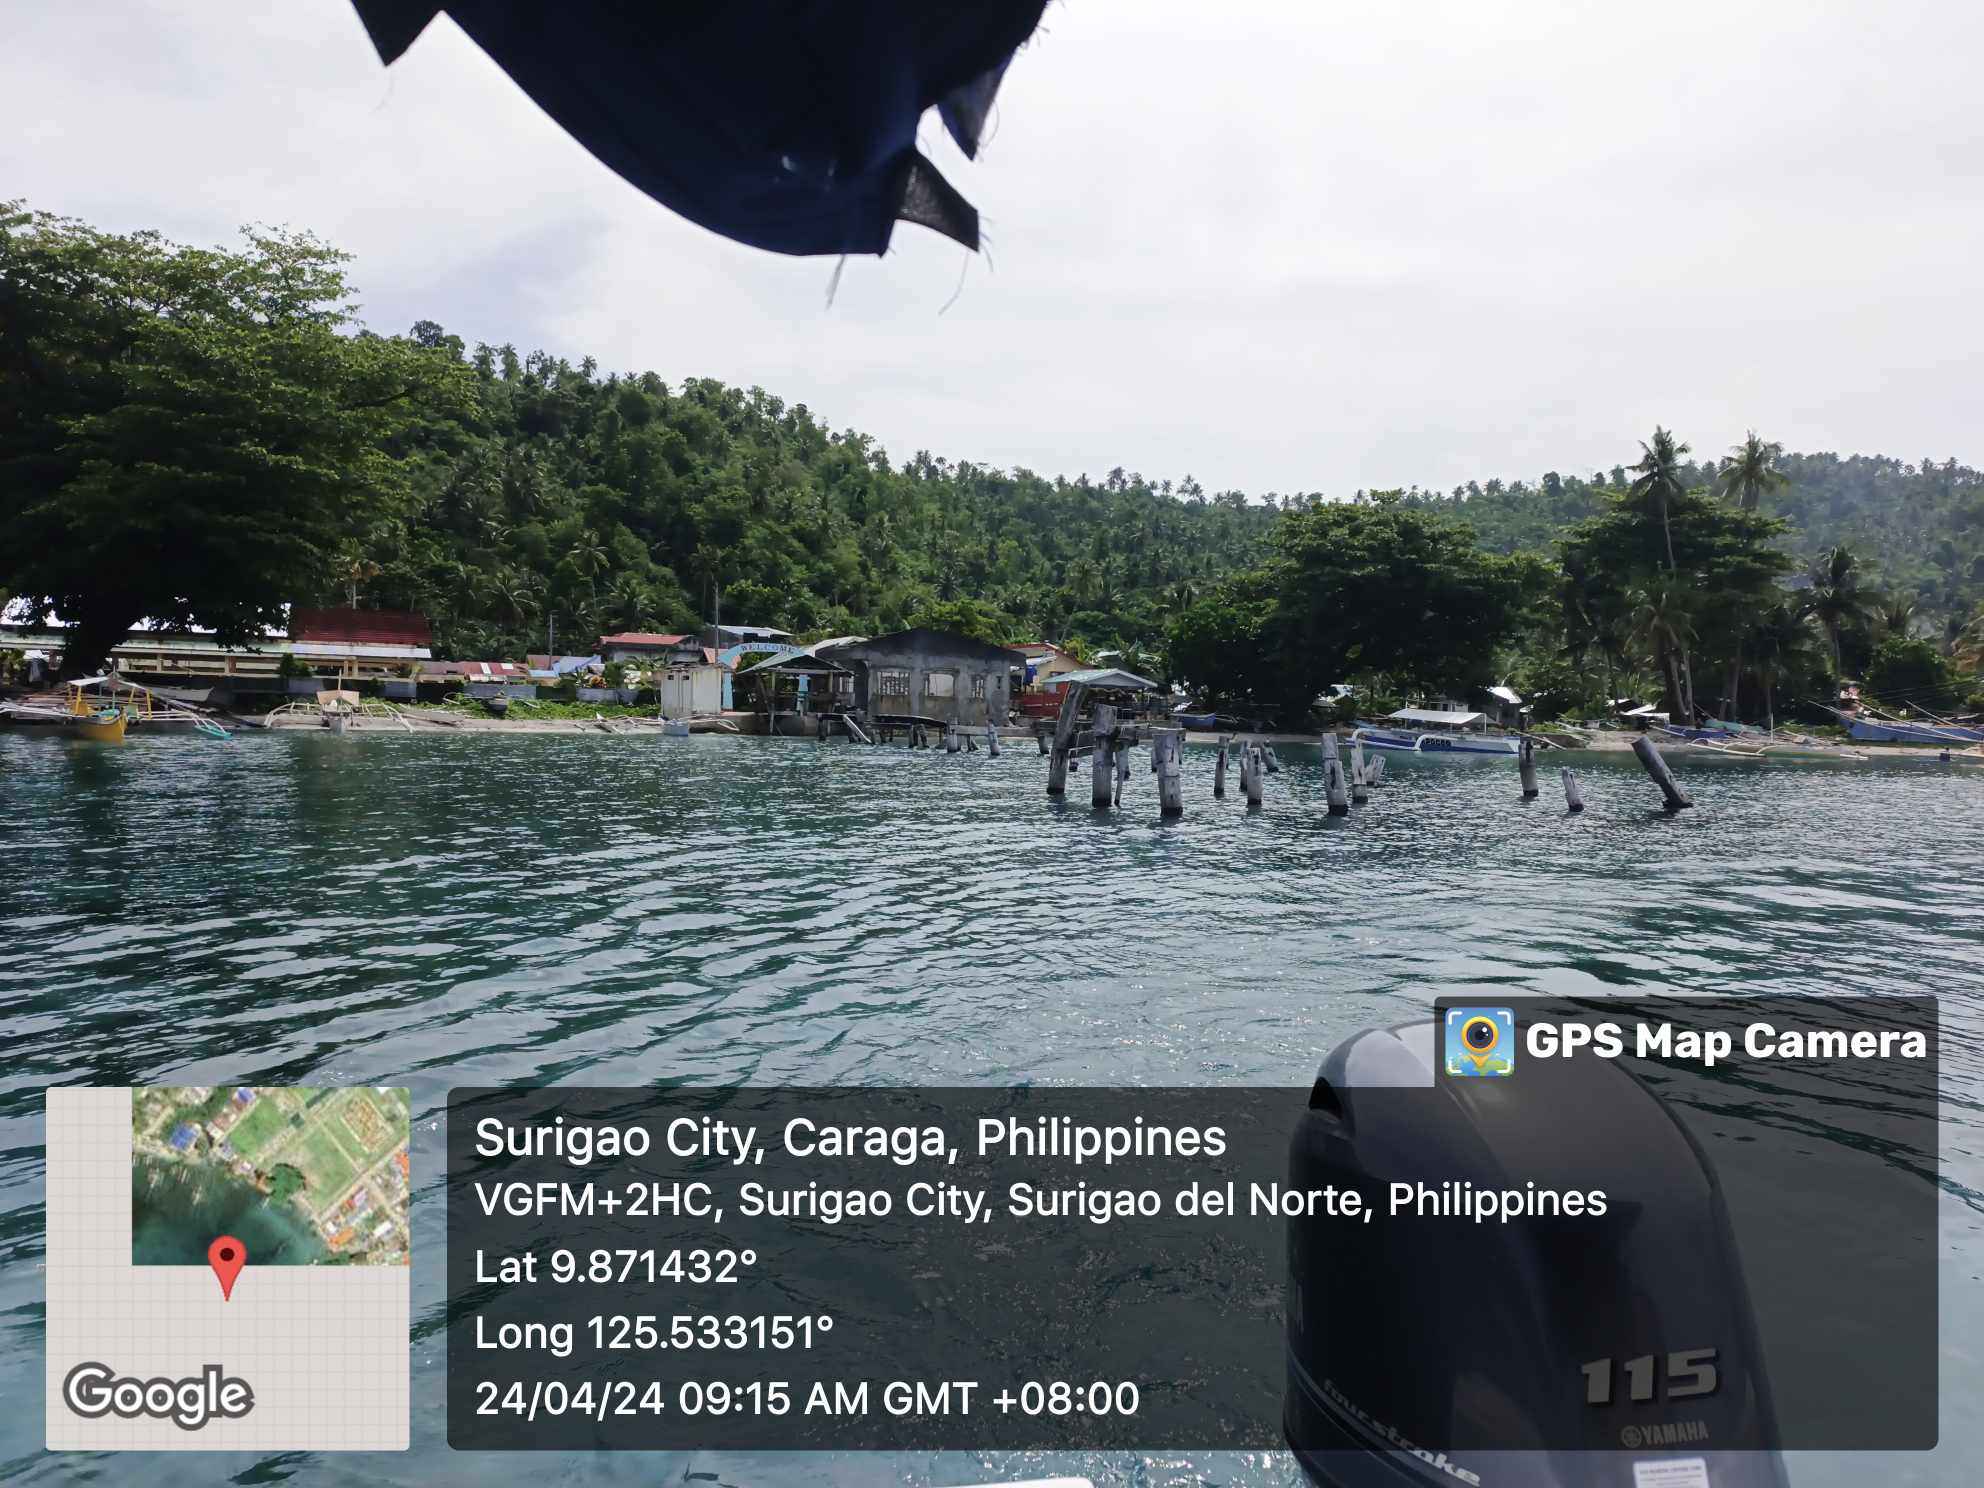 WELCOME
GPS Map Camera
Surigao City, Caraga, Philippines
VGFM+2HC, Surigao City, Surigao del Norte, Philippines
Lat 9.871432°
Long 125.533151°
24/04/24 09:15 AM GMT +08:00
Google
115
YAMAHA
fourstroke